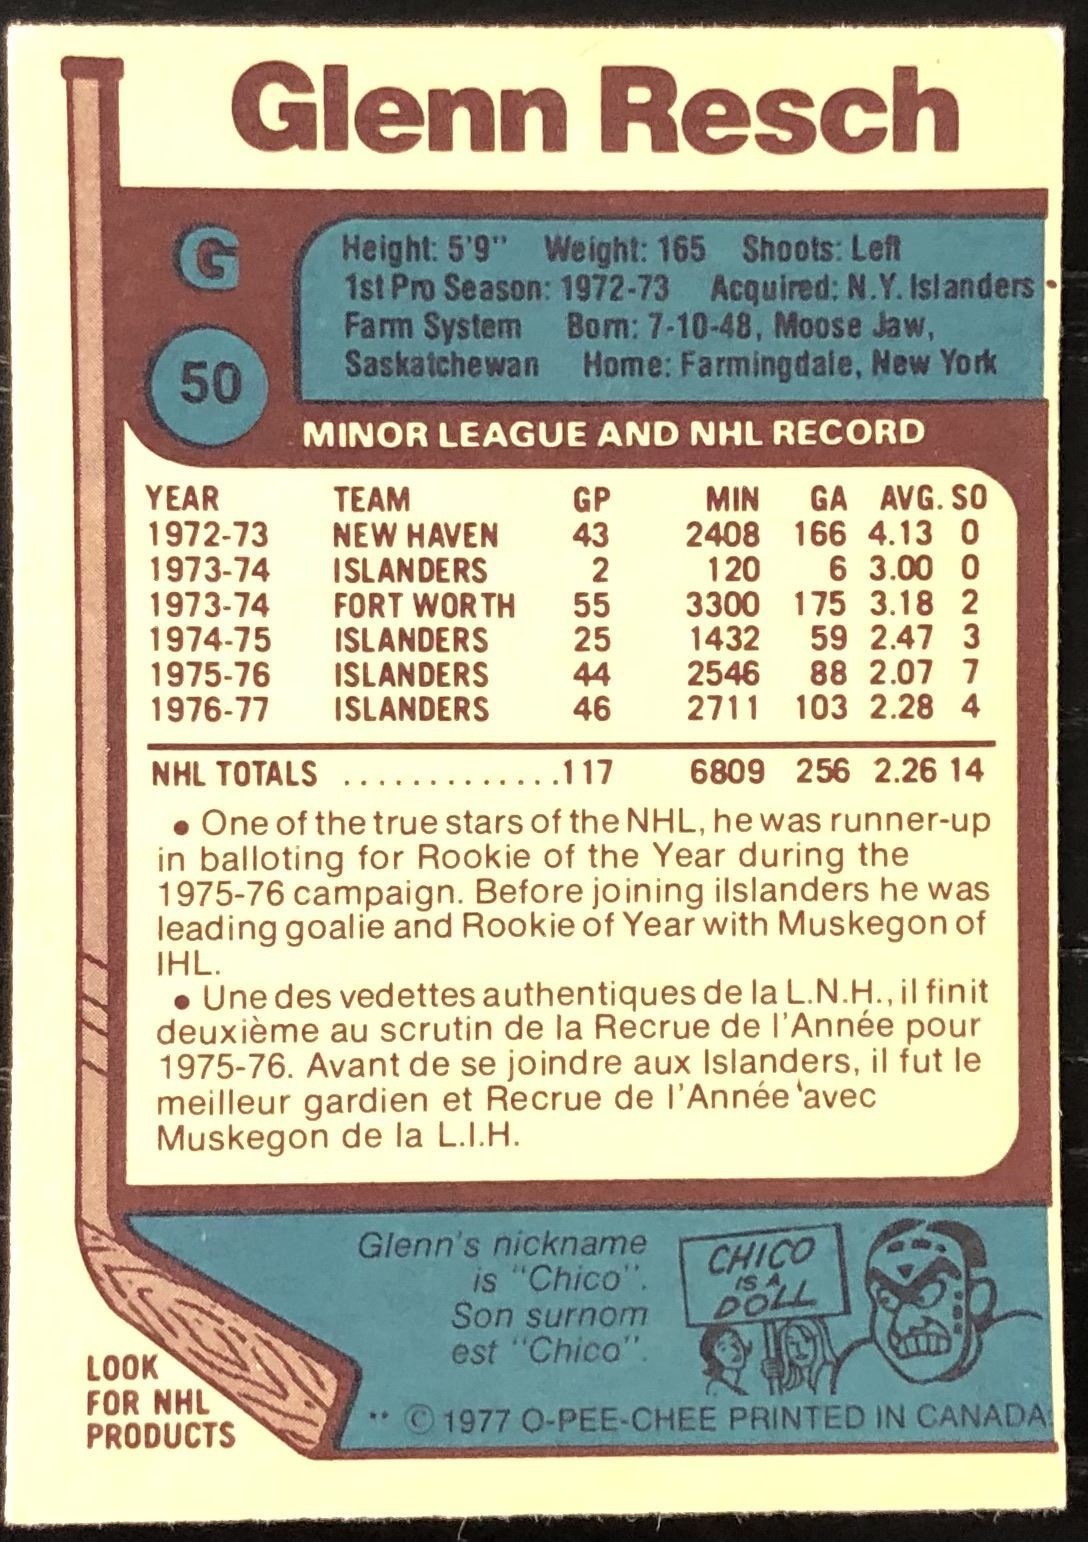 Glenn Resch
G
50
Height: 5'9" Weight: 165 Shoots: Left
1st Pro Season: 1972-73 Acquired: N.Y. Islanders
Farm System Born: 7-10-48, Moose Jaw,
Saskatchewan Home: Farmingdale, New York
MINOR LEAGUE AND NHL RECORD
YEAR TEAM GP MIN GA AVG. SO
1972-73 NEW HAVEN 43 2408 166 4.13 0
1973-74 ISLANDERS 2 120 6 3.00 0
1973-74 FORT WORTH 55 3300 175 3.18 2
1974-75 ISLANDERS 25 1432 59 2.47 3
1975-76 ISLANDERS 44 2546 88 2.07 7
1976-77 ISLANDERS 46 2711 103 2.28 4
NHL TOTALS .............117 6809 256 2.26 14
• One of the true stars of the NHL, he was runner-up
in balloting for Rookie of the Year during the
1975-76 campaign. Before joining ilslanders he was
leading goalie and Rookie of Year with Muskegon of
IHL.
• Une des vedettes authentiques de la L.N.H., il finit
deuxième au scrutin de la Recrue de l'Année pour
1975-76. Avant de se joindre aux Islanders, il fut le
meilleur gardien et Recrue de l'Année 'avec
Muskegon de la L.I.H.
Glenn's nickname
is "Chico".
Son surnom
est "Chico".
CHICO
IS A
DOLL
LOOK
FOR NHL
PRODUCTS
** © 1977 O-PEE-CHEE PRINTED IN CANADA